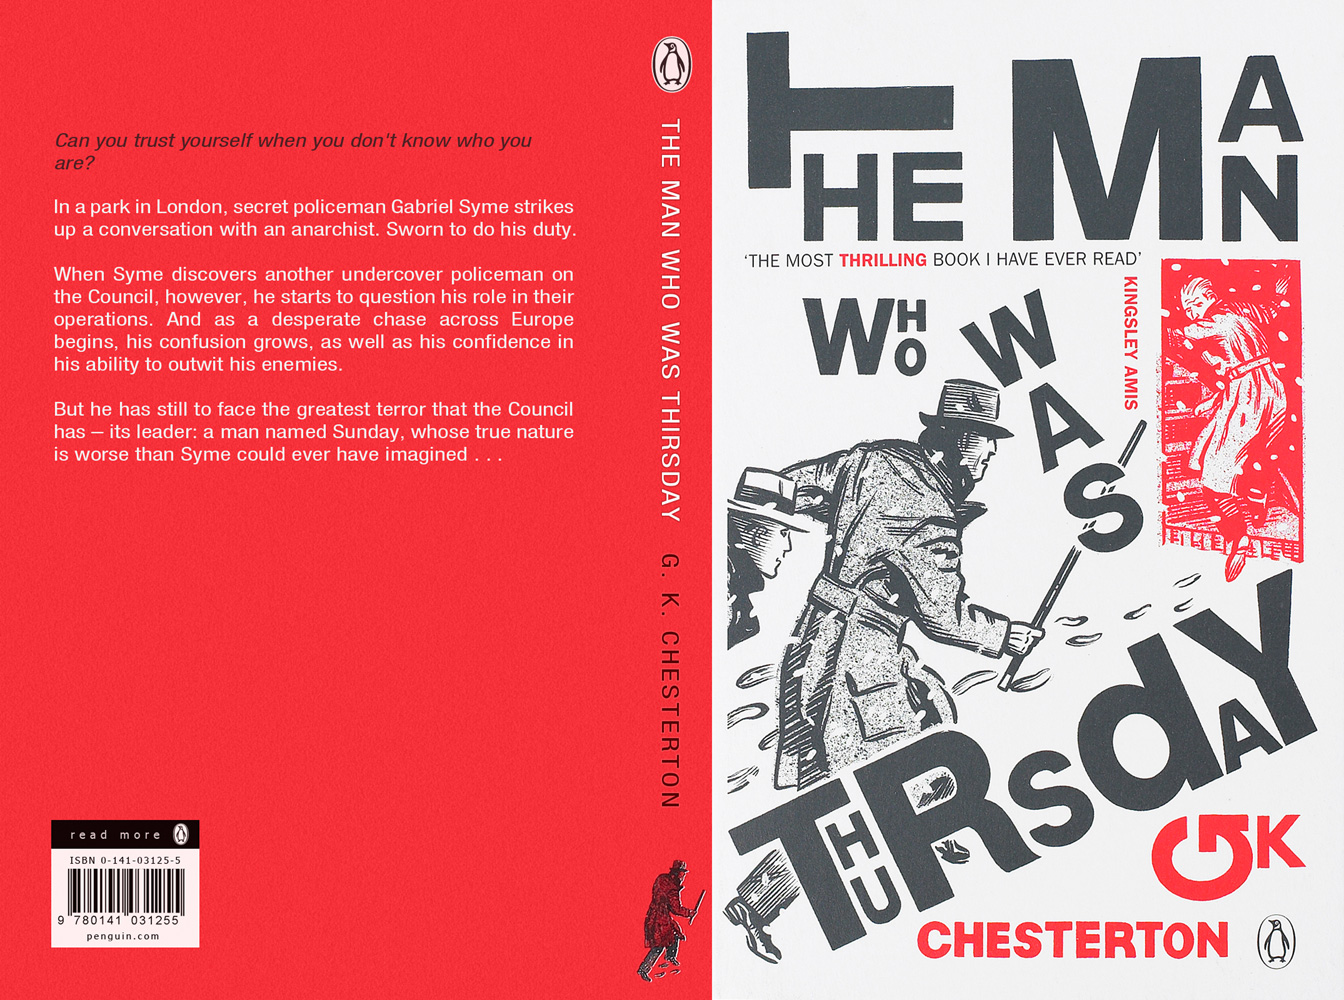 Can you trust yourself when you don't know who you
are?
In a park in London, secret policeman Gabriel Syme strikes
up a conversation with an anarchist. Sworn to do his duty.
When Syme discovers another undercover policeman on
the Council, however, he starts to question his role in their
operations. And as a desperate chase across Europe
begins, his confusion grows, as well as his confidence in
his ability to outwit his enemies.
But he has still to face the greatest terror that the Council
has – its leader: a man named Sunday, whose true nature
is worse than Syme could ever have imagined . . .
read more
ISBN 0-141-03125-5
9 780141 031255
penguin.com
THE MAN WHO WAS THIRSDAY G. K. CHESTERTON
THE MAN
'THE MOST THRILLING BOOK I HAVE EVER READ'
KINGSLEY AMIS
WHO WAS
THURSDAY
GK
CHESTERTON